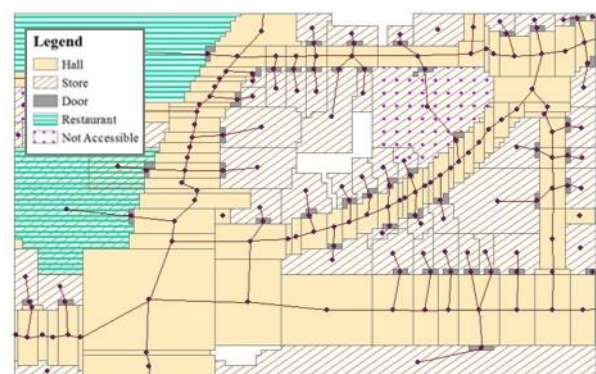 Legend
Hall
Store
Door
Restaurant
Not Accessible